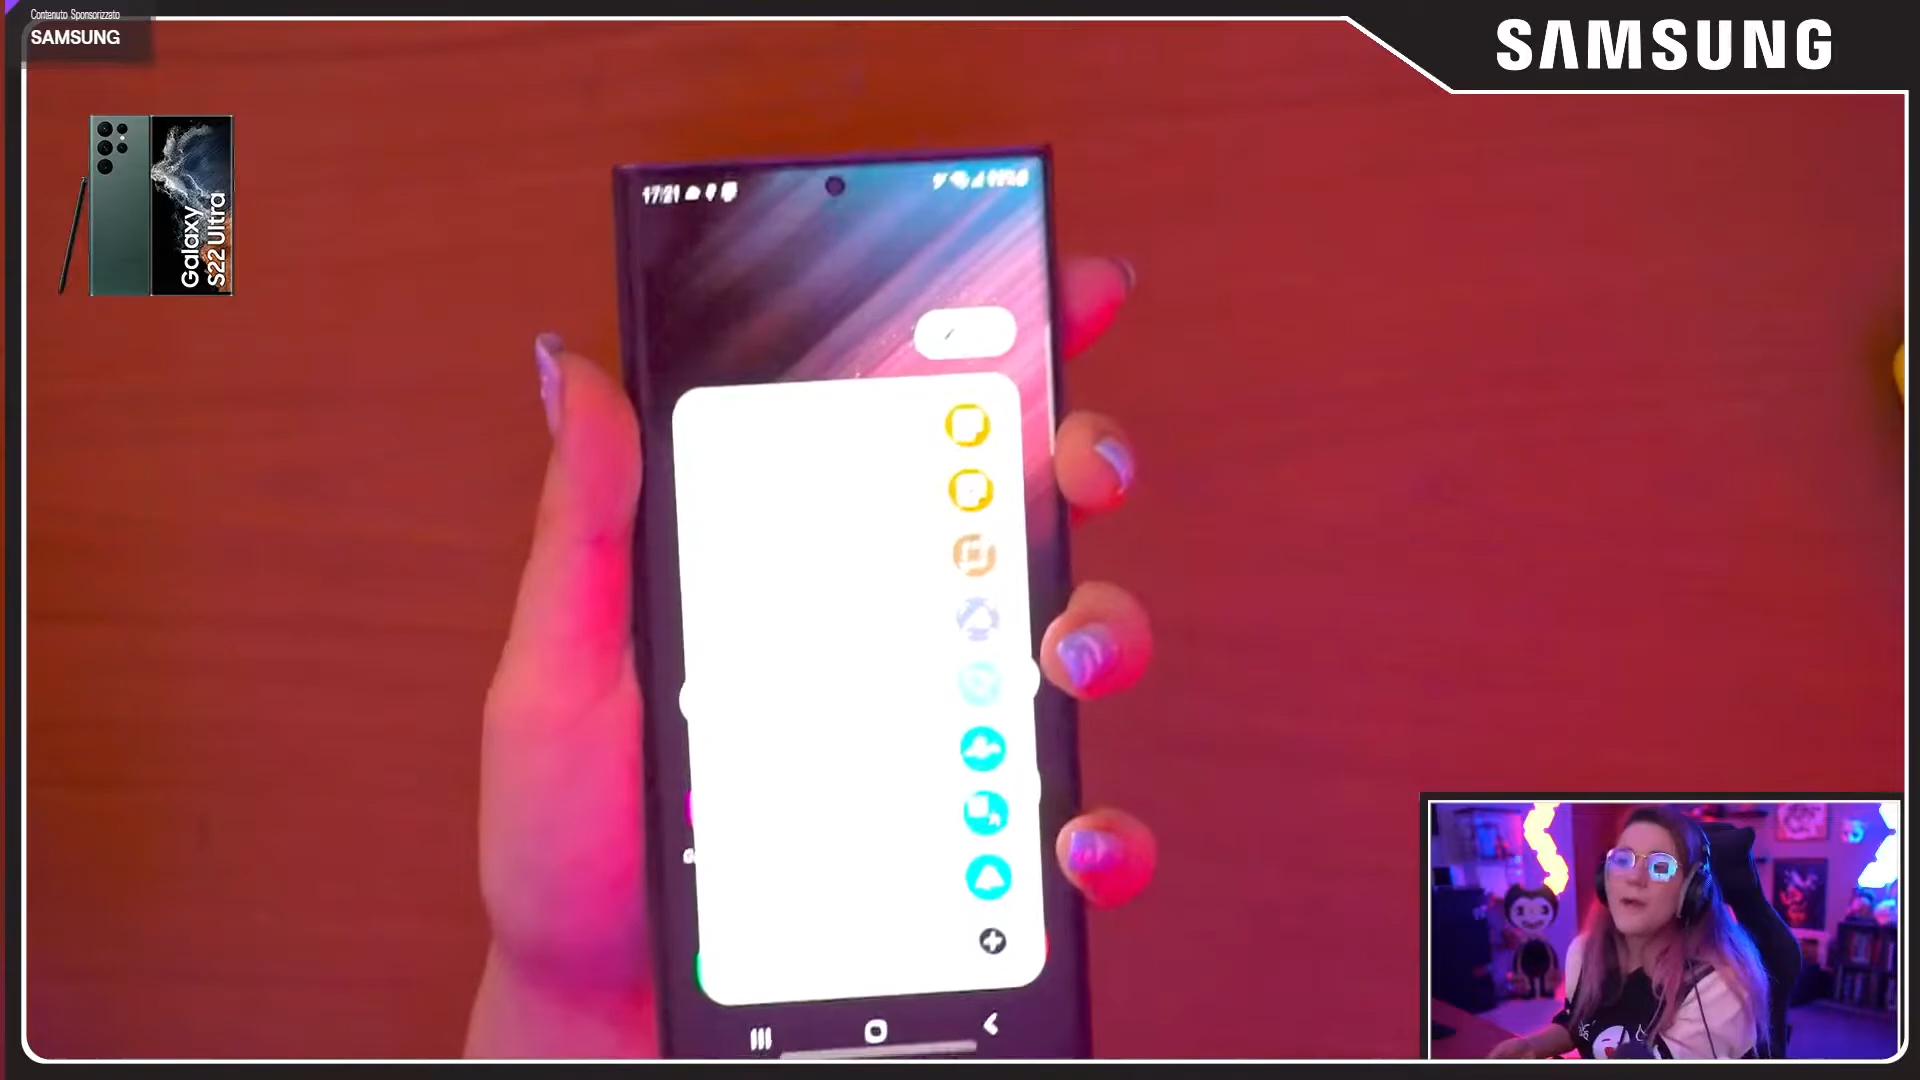 Contenuto Sponsorizzato
SAMSUNG
SAMSUNG
Galaxy
S22 Ultra
17:21